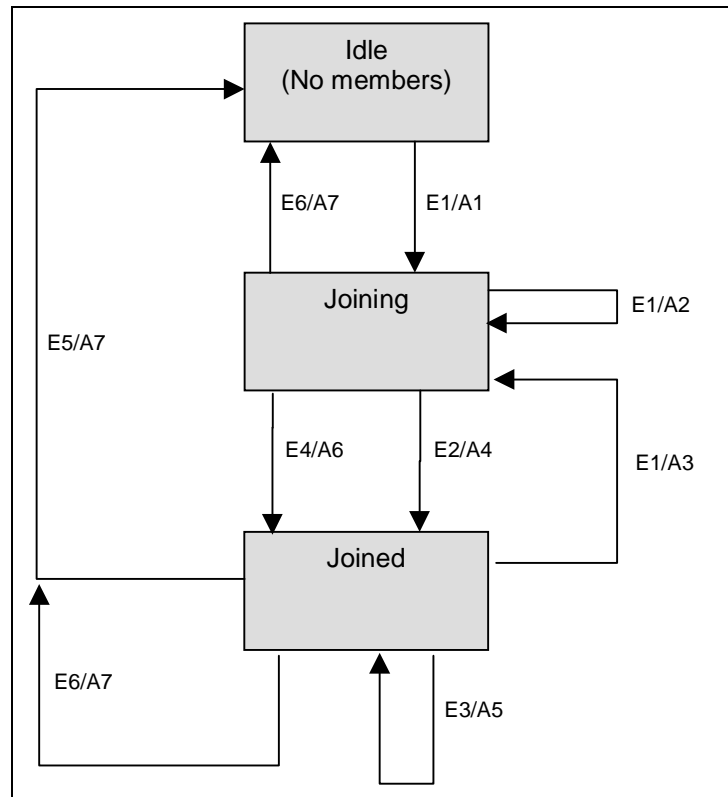 Idle
(No members)
E6/A7
E1/A1
Joining
E1/A2
E5/A7
E4/A6
E2/A4
E1/A3
Joined
E6/A7
E3/A5